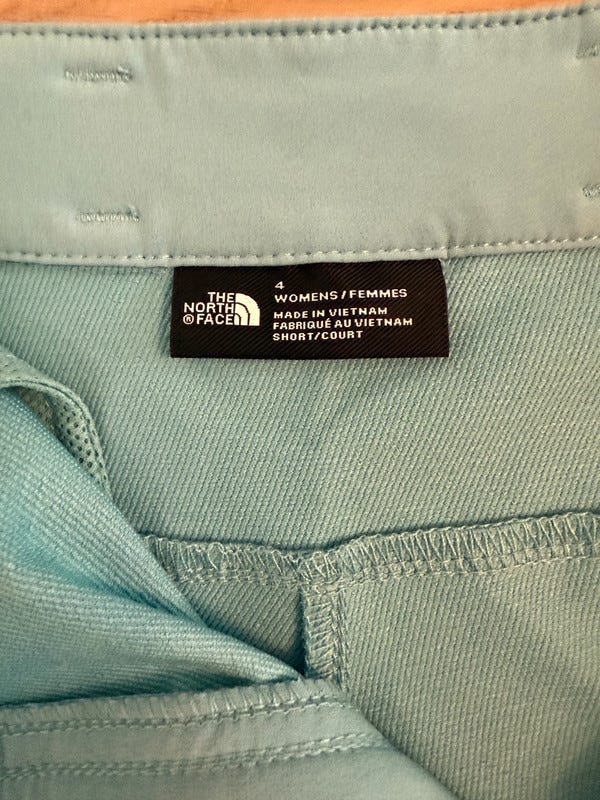 THE
NORTH
® FACE
4
WOMENS/FEMMES
MADE IN VIETNAM
FABRIQUÉ AU VIETNAM
SHORT/COURT